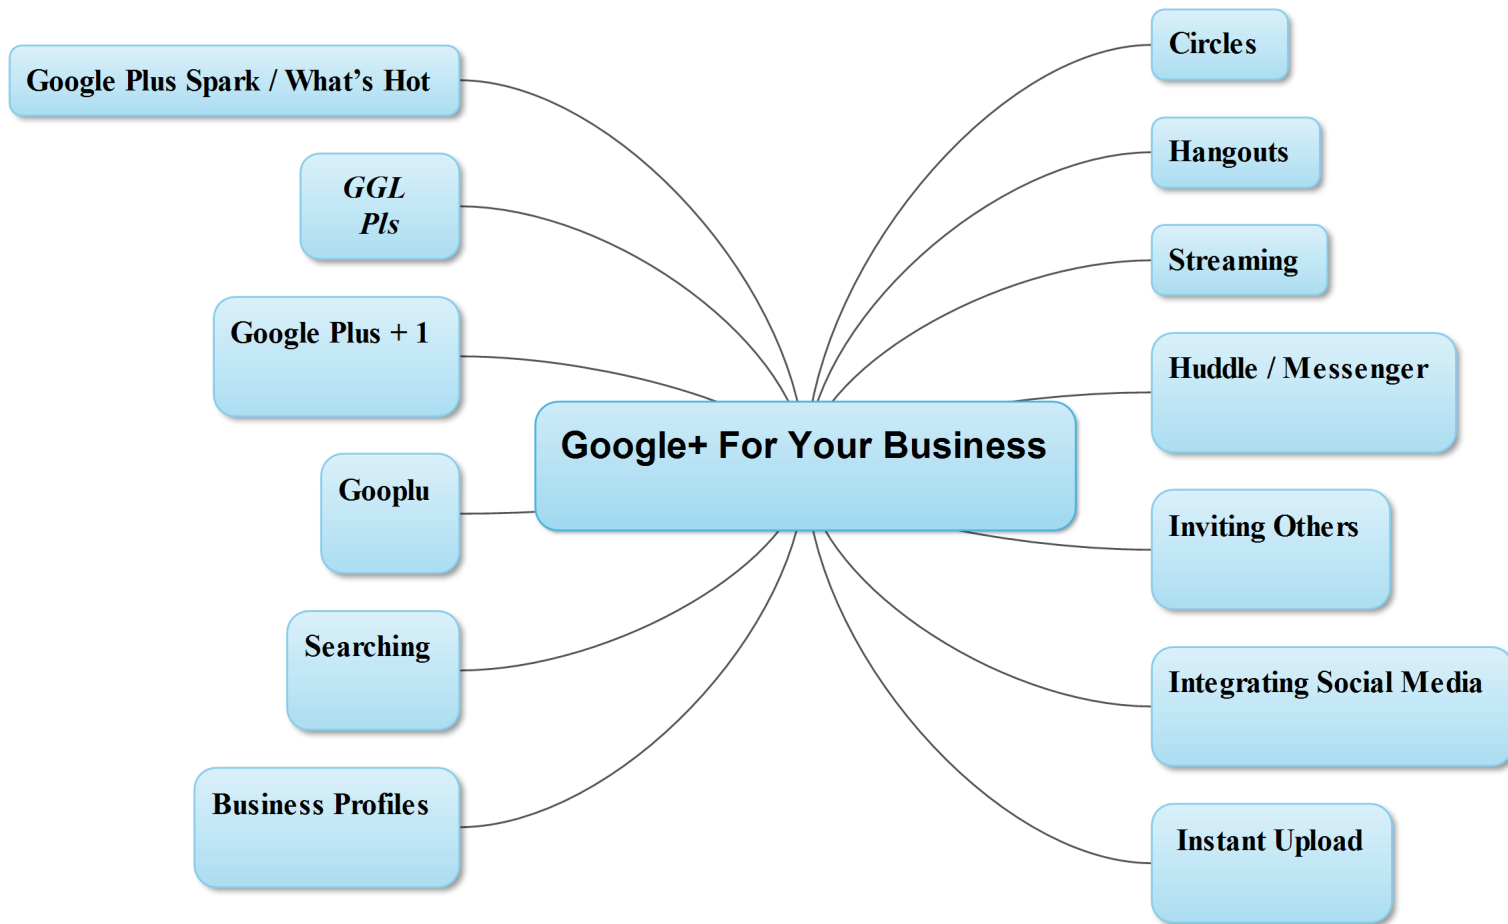 Google Plus Spark / What’s Hot
GGL
Pls
Google Plus + 1
Gooplu
Searching
Business Profiles
Google+ For Your Business
Circles
Hangouts
Streaming
Huddle / Messenger
Inviting Others
Integrating Social Media
Instant Upload